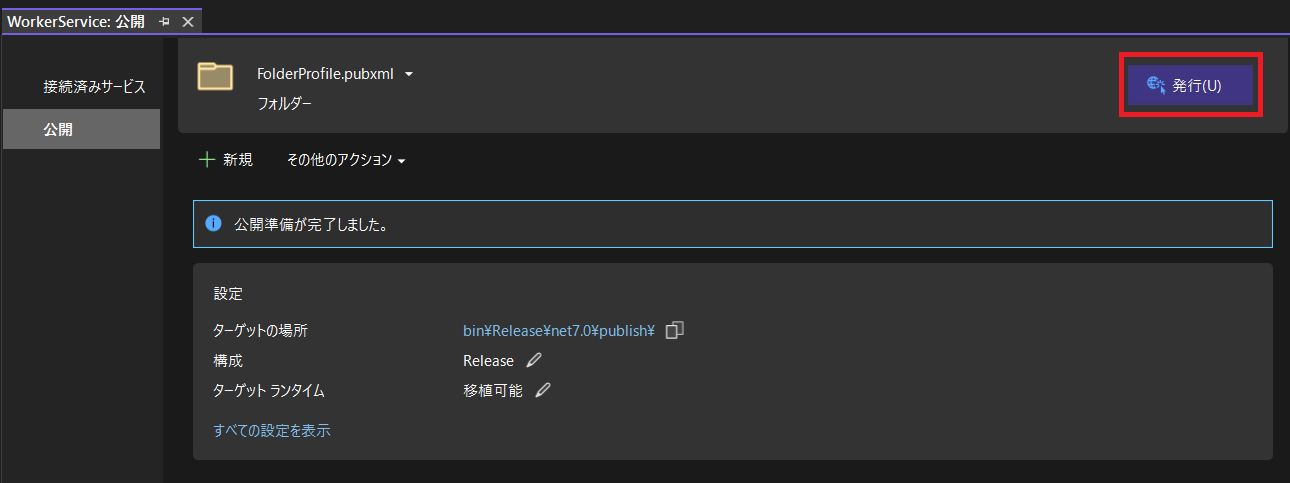 WorkerService: 公開
接続済みサービス
公開
FolderProfile.pubxml
フォルダー
発行(U)
新規 その他のアクション
公開準備が完了しました。
設定
ターゲットの場所 bin¥Release¥net7.0¥publish¥
構成 Release
ターゲット ランタイム 移植可能
すべての設定を表示